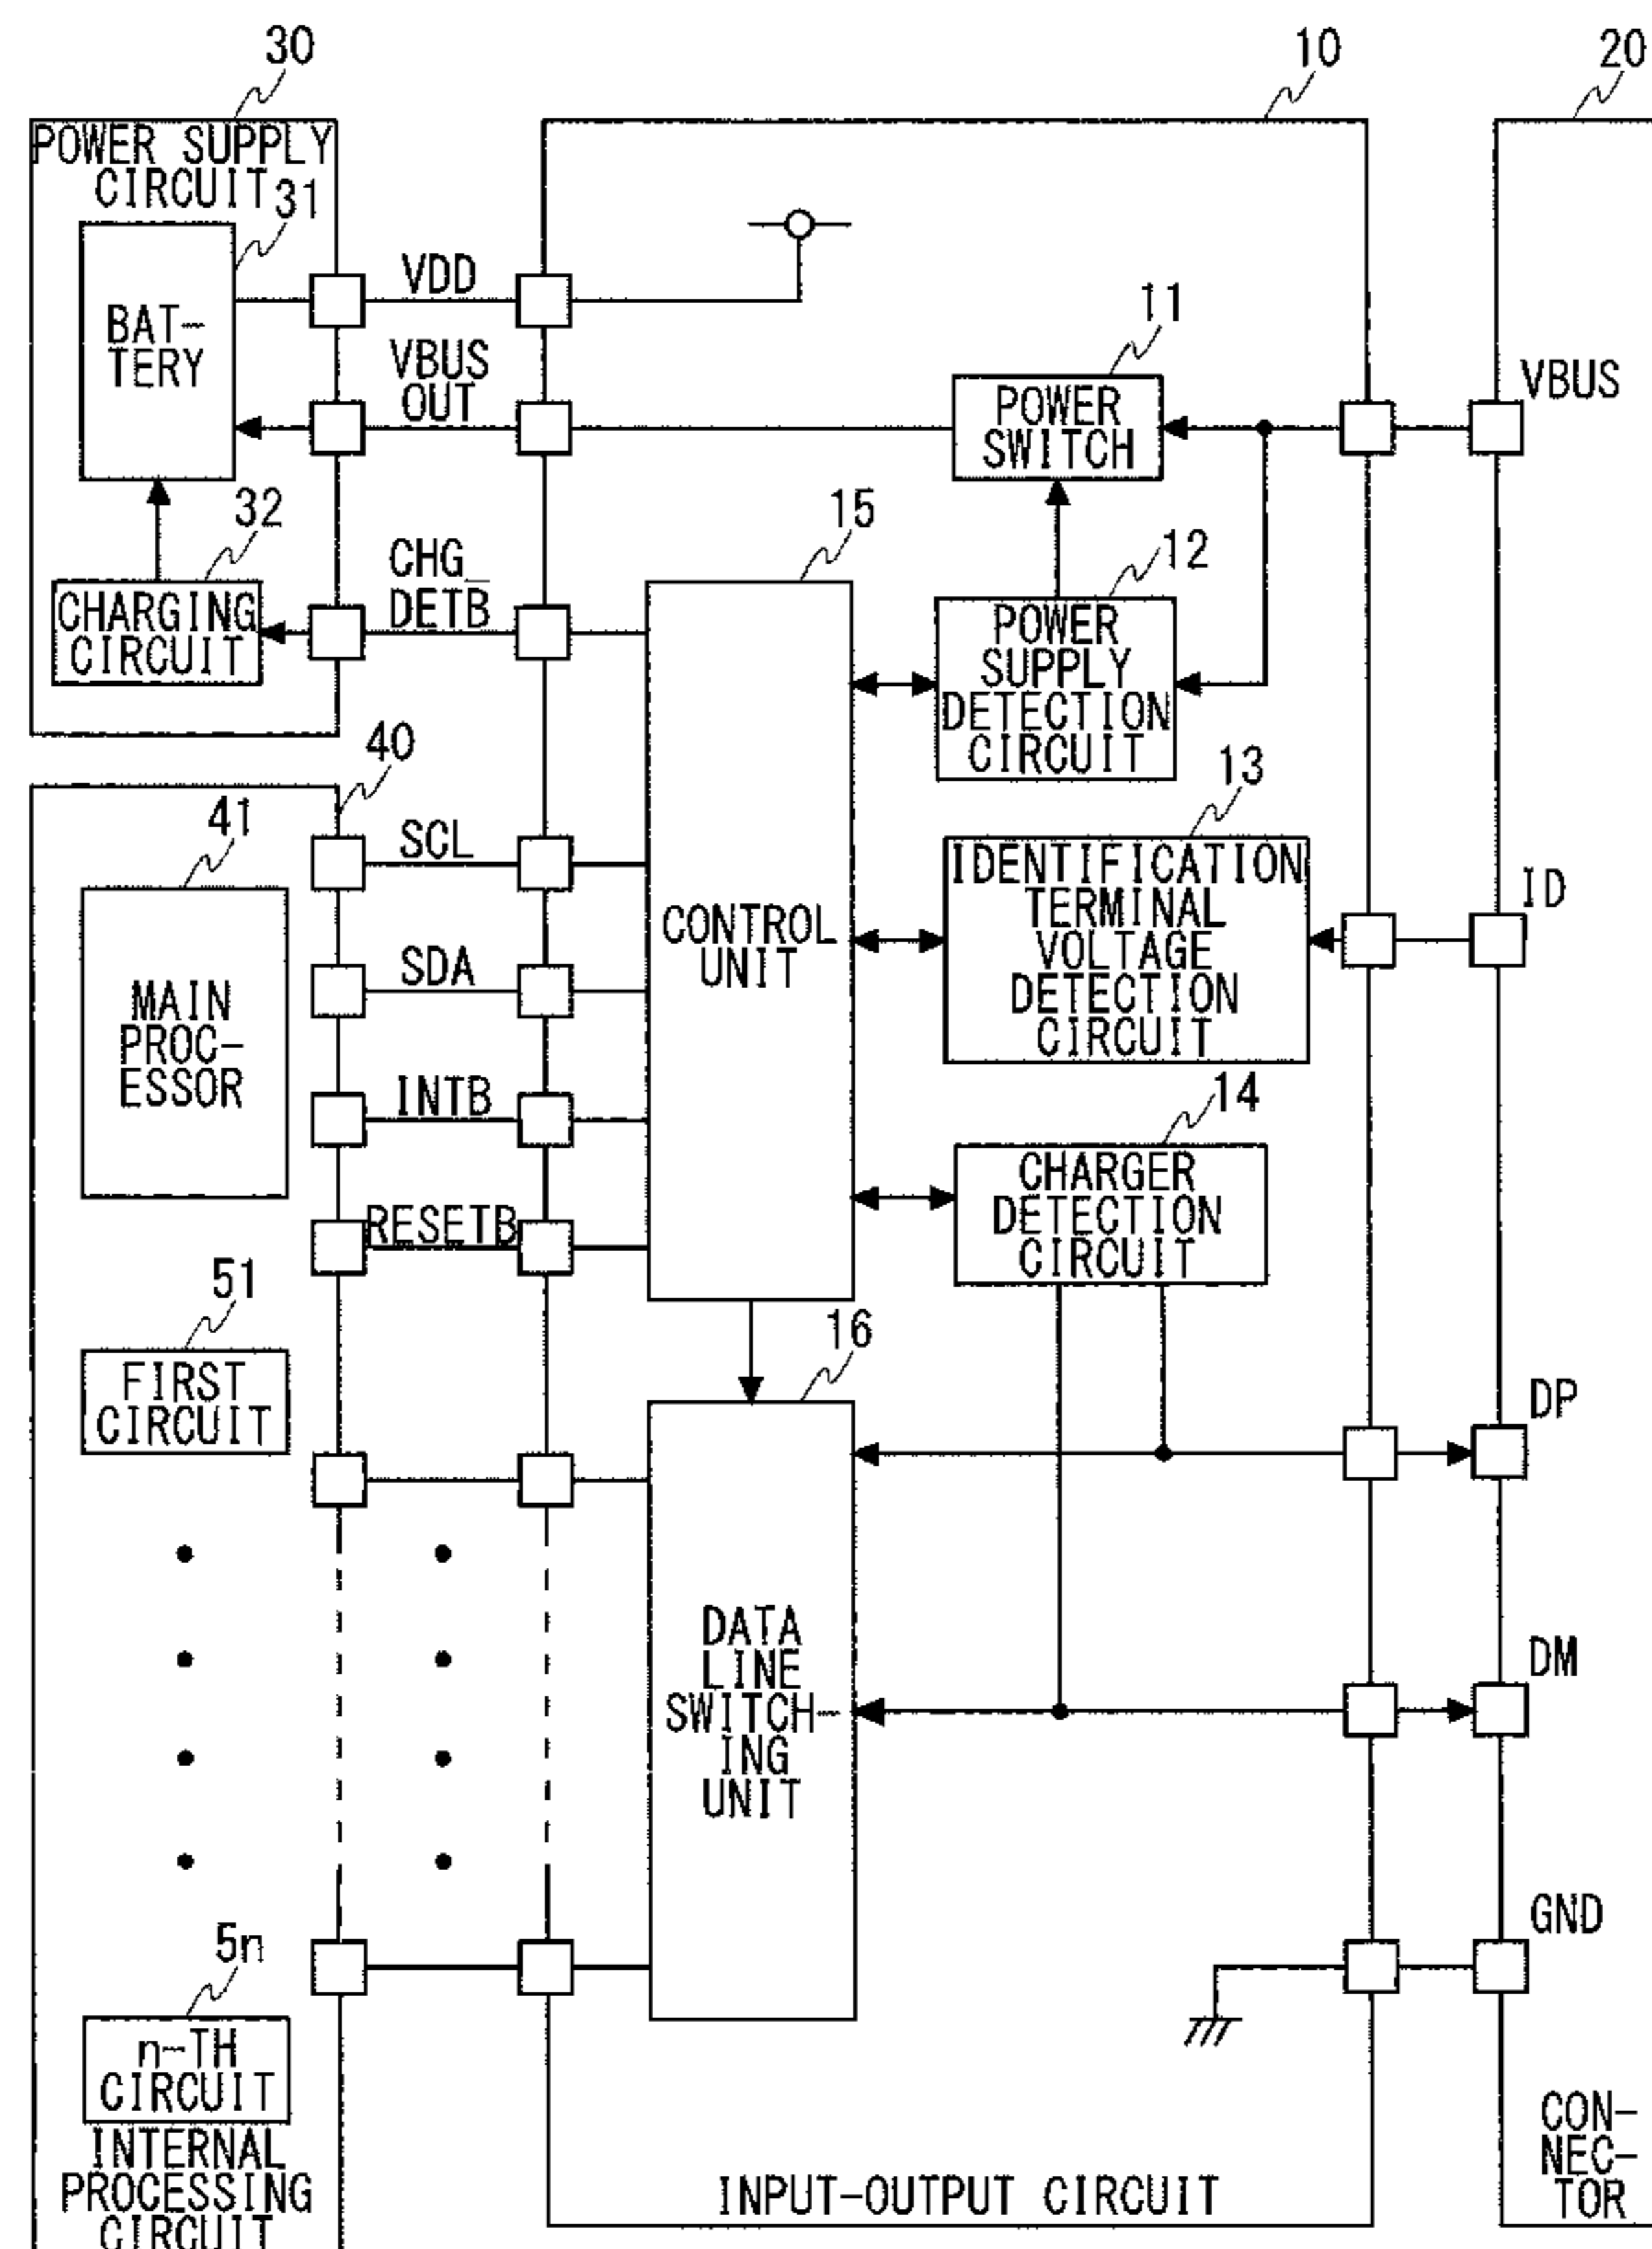 30
10
20
POWER SUPPLY
CIRCUIT
31
BAT-
TERY
VDD
VBUS
OUT
11
POWER
SWITCH
VBUS
32
CHARGING
CIRCUIT
CHG_
DETB
15
CONTROL
UNIT
12
POWER
SUPPLY
DETECTION
CIRCUIT
40
41
MAIN
PROC-
ESSOR
SCL
SDA
INTB
RESETB
13
IDENTIFICATION
TERMINAL
VOLTAGE
DETECTION
CIRCUIT
ID
14
CHARGER
DETECTION
CIRCUIT
51
FIRST
CIRCUIT
16
DATA
LINE
SWITCH-
ING
UNIT
DP
DM
GND
5n
n-TH
CIRCUIT
INTERNAL
PROCESSING
CIRCUIT
INPUT-OUTPUT CIRCUIT
CON-
NEC-
TOR